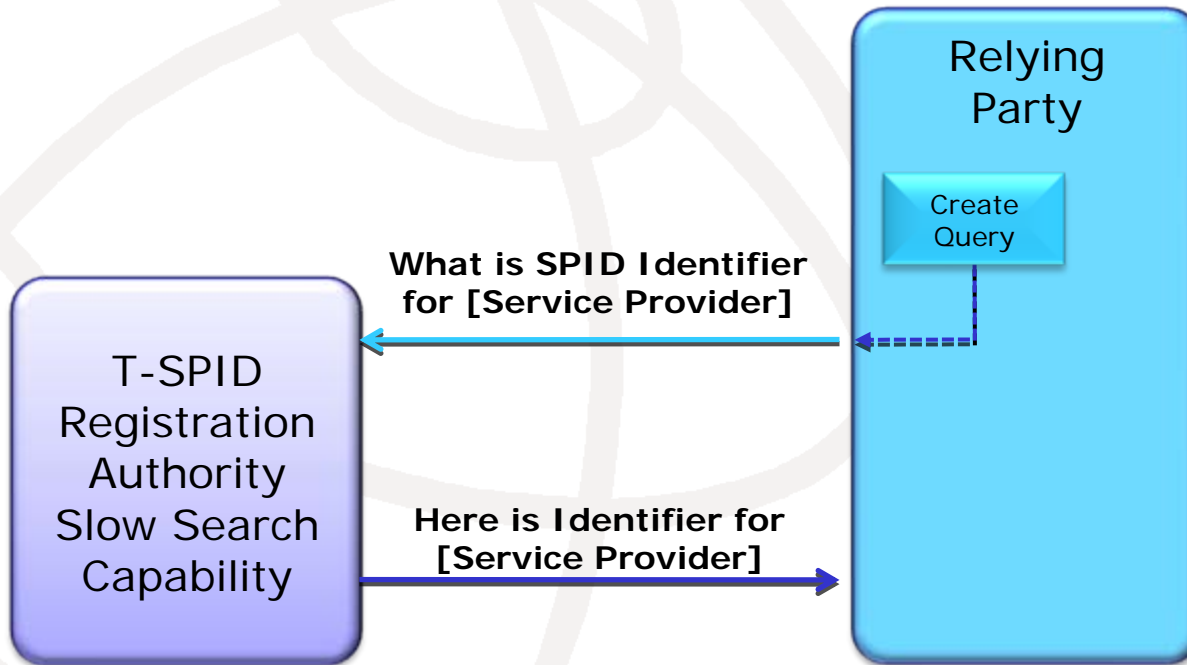 Relying
Party
Create
Query
What is SPID Identifier
for [Service Provider]
T-SPID
Registration
Authority
Slow Search
Capability
Here is Identifier for
[Service Provider]